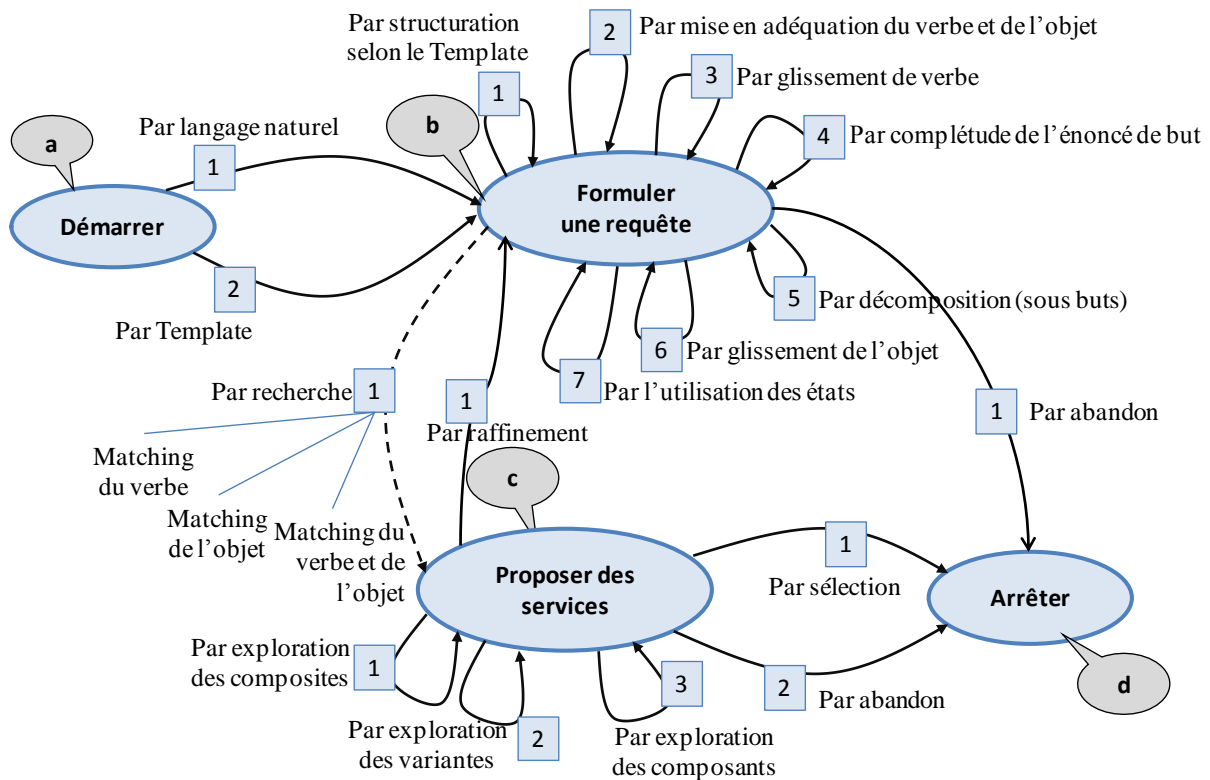 Par structuration
selon le Template
1
2
Par mise en adéquation du verbe et de l’objet
3
Par glissement de verbe
4
Par complétude de l’énoncé de but
a
Par langage naturel
1
b
Démarrer
Formuler
une requête
2
Par Template
5
Par décomposition (sous buts)
6
Par glissement de l’objet
7
Par l’utilisation des états
Par recherche
1
1
Par raffinement
1
Par abandon
Matching
du verbe
Matching
de l’objet
Matching du
verbe et de
l’objet
c
Proposer des
services
1
Par sélection
Arrêter
Par exploration
des composites
1
Par exploration
des variantes
2
3
Par exploration
des composants
2
Par abandon
d